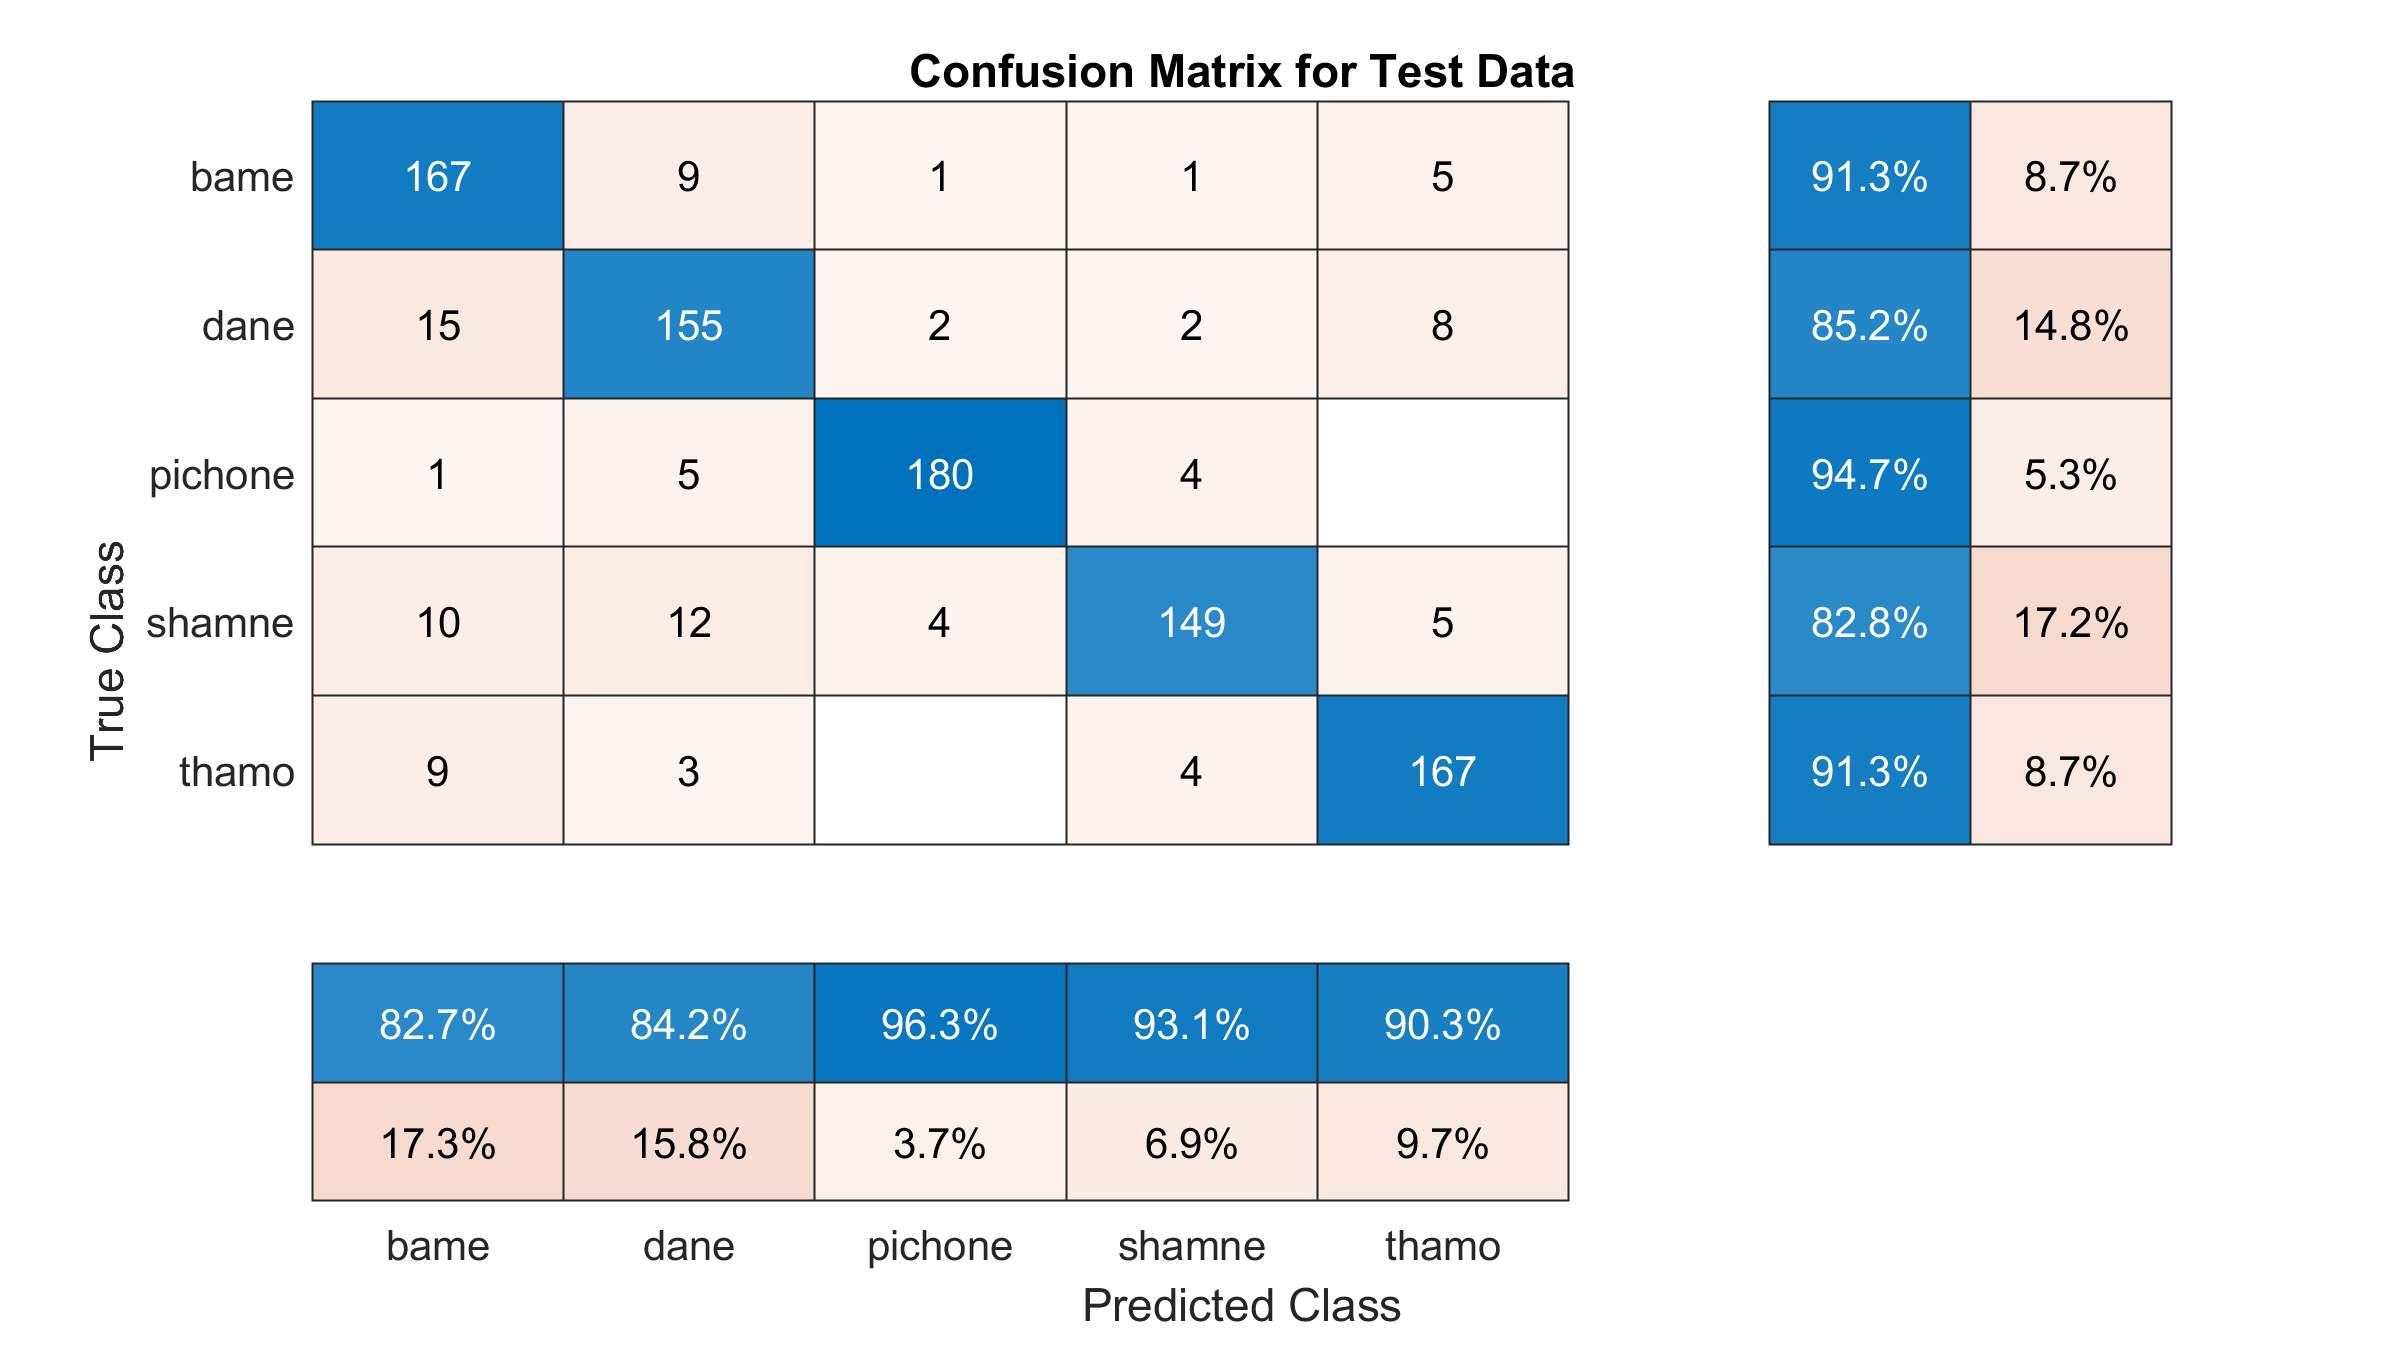 Confusion Matrix for Test Data
bame 167 9 1 1 5 91.3% 8.7%
dane 15 155 2 2 8 85.2% 14.8%
pichone 1 5 180 4 94.7% 5.3%
shamne 10 12 4 149 5 82.8% 17.2%
thamo 9 3 4 167 91.3% 8.7%
True Class
82.7% 84.2% 96.3% 93.1% 90.3%
17.3% 15.8% 3.7% 6.9% 9.7%
bame dane pichone shamne thamo
Predicted Class